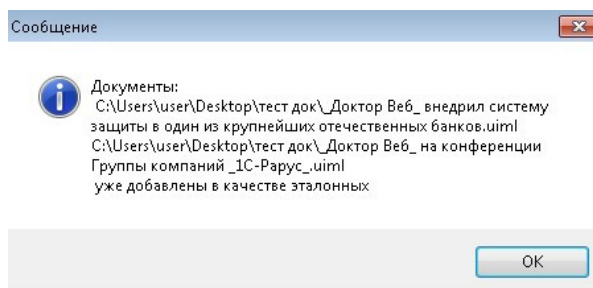 Сообщение
Документы:
C:\Users\user\Desktop\тест док\_Доктор Веб_ внедрил систему
защиты в один из крупнейших отечественных банков.uiml
C:\Users\user\Desktop\тест док\_Доктор Веб_ на конференции
Группы компаний _1С-Рарус_.uiml
уже добавлены в качестве эталонных
OK